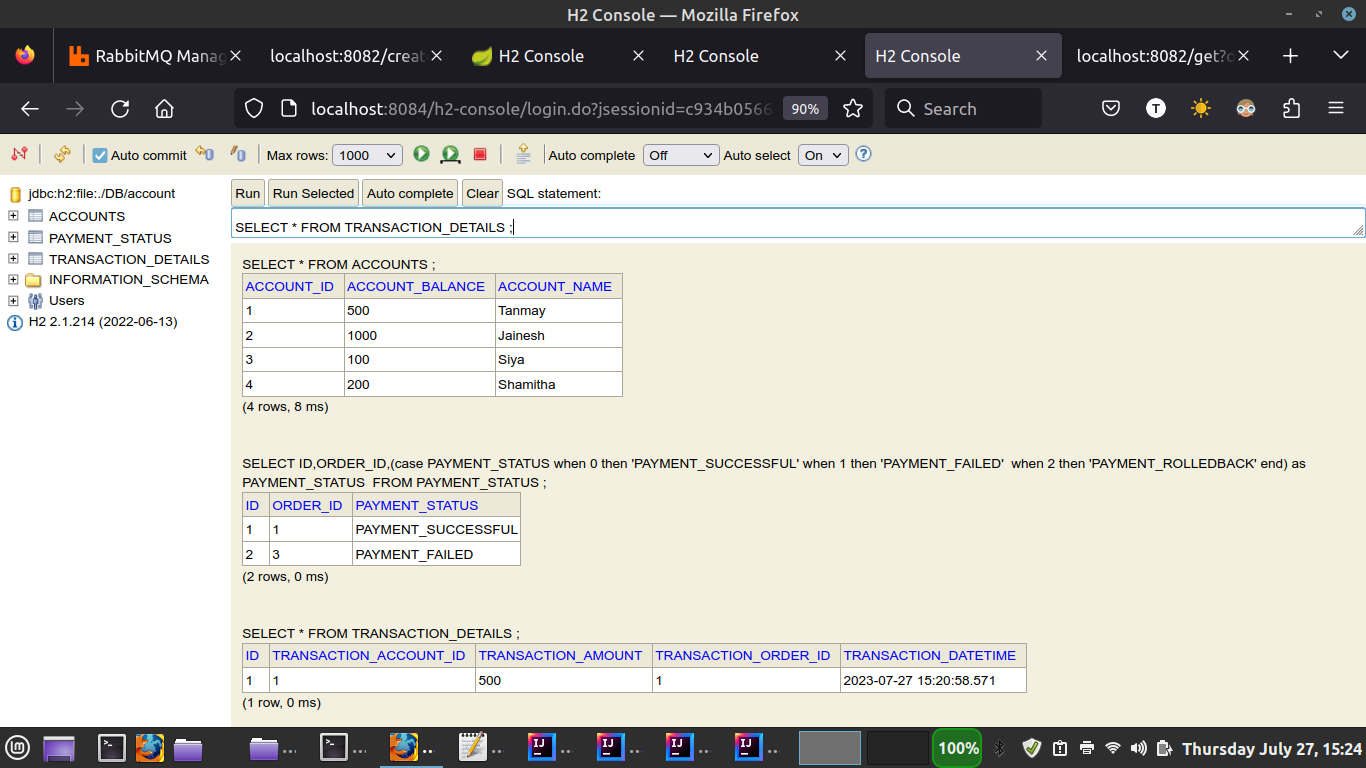 H2 Console — Mozilla Firefox
RabbitMQ Manag
localhost:8082/creat
H2 Console
H2 Console
H2 Console
localhost:8082/get?o
localhost:8084/h2-console/login.do?jsessionid=c934b0566
90%
Search
T
Auto commit
Max rows:
1000
Auto complete
Off
Auto select
On
?
jdbc:h2:file:./DB/account
ACCOUNTS
PAYMENT_STATUS
TRANSACTION_DETAILS
INFORMATION_SCHEMA
Users
H2 2.1.214 (2022-06-13)
Run
Run Selected
Auto complete
Clear
SQL statement:
SELECT * FROM TRANSACTION_DETAILS ;
SELECT * FROM ACCOUNTS ;
ACCOUNT_ID ACCOUNT_BALANCE ACCOUNT_NAME
1 500 Tanmay
2 1000 Jainesh
3 100 Siya
4 200 Shamitha
(4 rows, 8 ms)
SELECT ID,ORDER_ID,(case PAYMENT_STATUS when 0 then 'PAYMENT_SUCCESSFUL' when 1 then 'PAYMENT_FAILED'  when 2 then 'PAYMENT_ROLLEDBACK' end) as
PAYMENT_STATUS  FROM PAYMENT_STATUS ;
ID ORDER_ID PAYMENT_STATUS
1 1 PAYMENT_SUCCESSFUL
2 3 PAYMENT_FAILED
(2 rows, 0 ms)
SELECT * FROM TRANSACTION_DETAILS ;
ID TRANSACTION_ACCOUNT_ID TRANSACTION_AMOUNT TRANSACTION_ORDER_ID TRANSACTION_DATETIME
1 1 500 1 2023-07-27 15:20:58.571
(1 row, 0 ms)
IJ
IJ
IJ
IJ
100%
Thursday July 27, 15:24